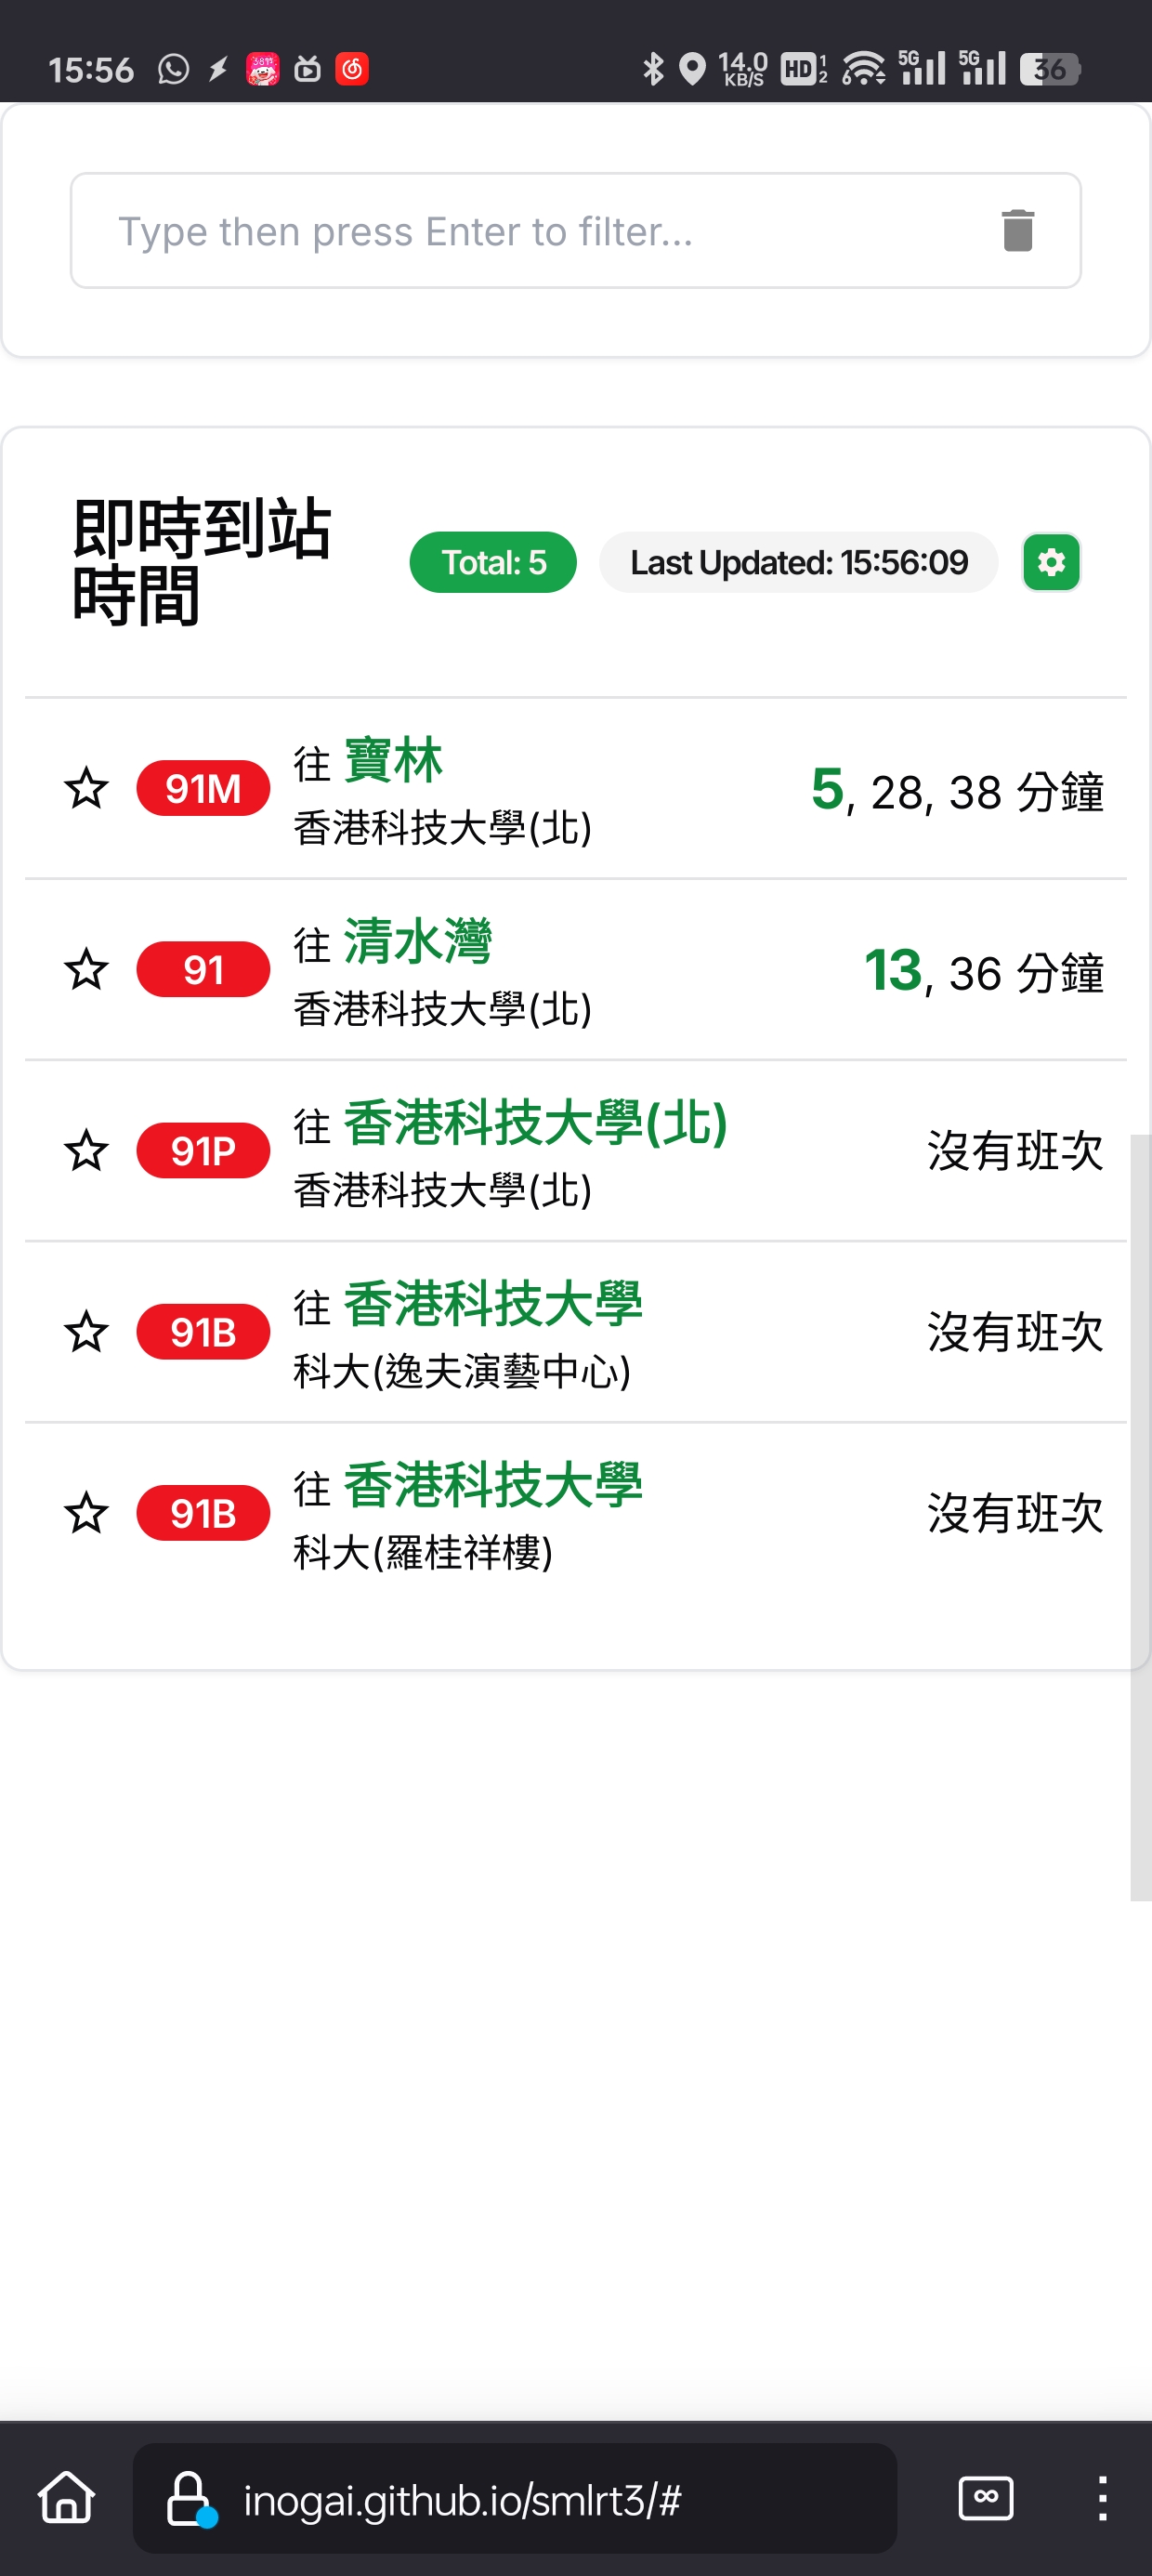 15:56
14.0
KB/S
HD 1 2
6
5G
5G
36
Type then press Enter to filter...
即時到站
時間
Total: 5
Last Updated: 15:56:09
91M
往 寶林
香港科技大學(北)
5, 28, 38 分鐘
91
往 清水灣
香港科技大學(北)
13, 36 分鐘
91P
往 香港科技大學(北)
香港科技大學(北)
沒有班次
91B
往 香港科技大學
科大(逸夫演藝中心)
沒有班次
91B
往 香港科技大學
科大(羅桂祥樓)
沒有班次
inogai.github.io/smlrt3/#
∞